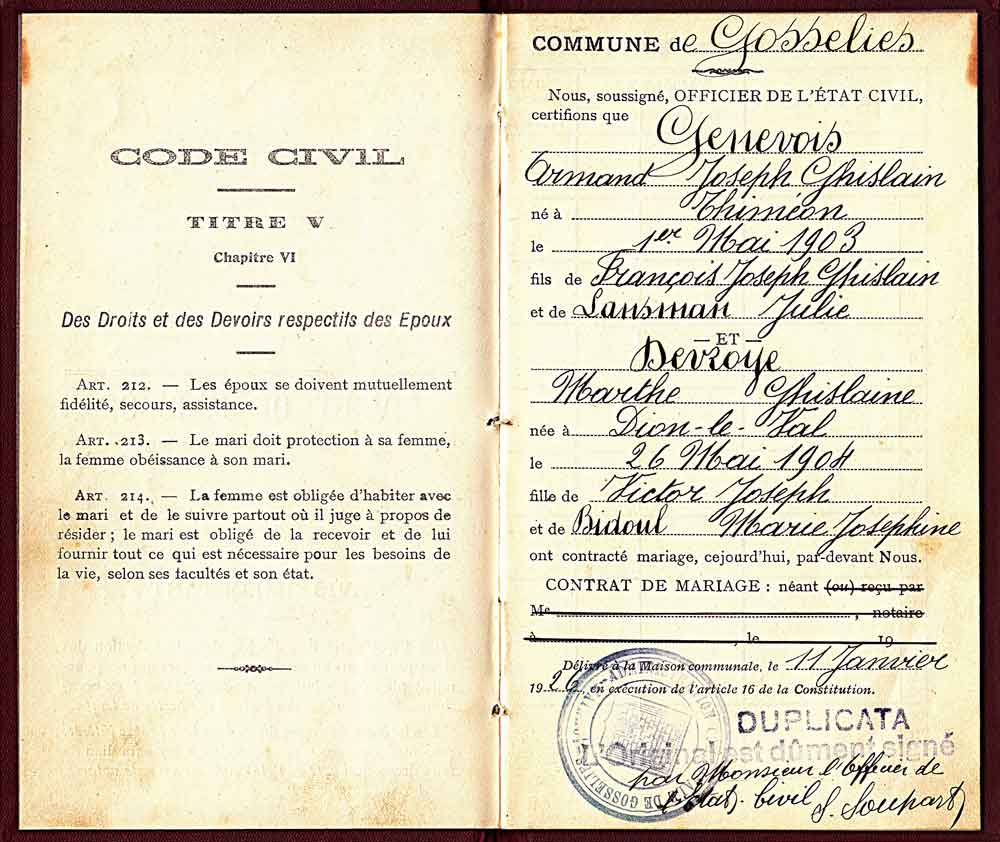 CODE CIVIL
TITRE V
Chapitre VI
Des Droits et des Devoirs respectifs des Epoux
ART. 212. — Les époux se doivent mutuellement
fidélité, secours, assistance.
ART. 213. — Le mari doit protection à sa femme,
la femme obéissance à son mari.
ART. 214. — La femme est obligée d'habiter avec
le mari et de le suivre partout où il juge à propos de
résider ; le mari est obligé de la recevoir et de lui
fournir tout ce qui est nécessaire pour les besoins de
la vie, selon ses facultés et son état.
COMMUNE de Gosselies
Nous, soussigné, OFFICIER DE L'ÉTAT CIVIL,
certifions que
Genevois
Armand Joseph Ghislain
né à Thiméon
le 1er Mai 1903
fils de François Joseph Ghislain
et de Lansman Julie
— ET —
Devroye
Marthe Ghislaine
née à Dion-le-Val
le 26 Mai 1904
fille de Victor Joseph
et de Bidoul Marie Josephine
ont contracté mariage, cejourd'hui, par-devant Nous.
CONTRAT DE MARIAGE : néant (ou) reçu par
Me , notaire
à , le 19
Délivré à la Maison communale, le 11 Janvier
1926, en exécution de l'article 16 de la Constitution.
DUPLICATA
L'Original est dûment signé
par Monsieur l'Officier de
l'Etat civil S. Soupart)
DE GOSSELIES